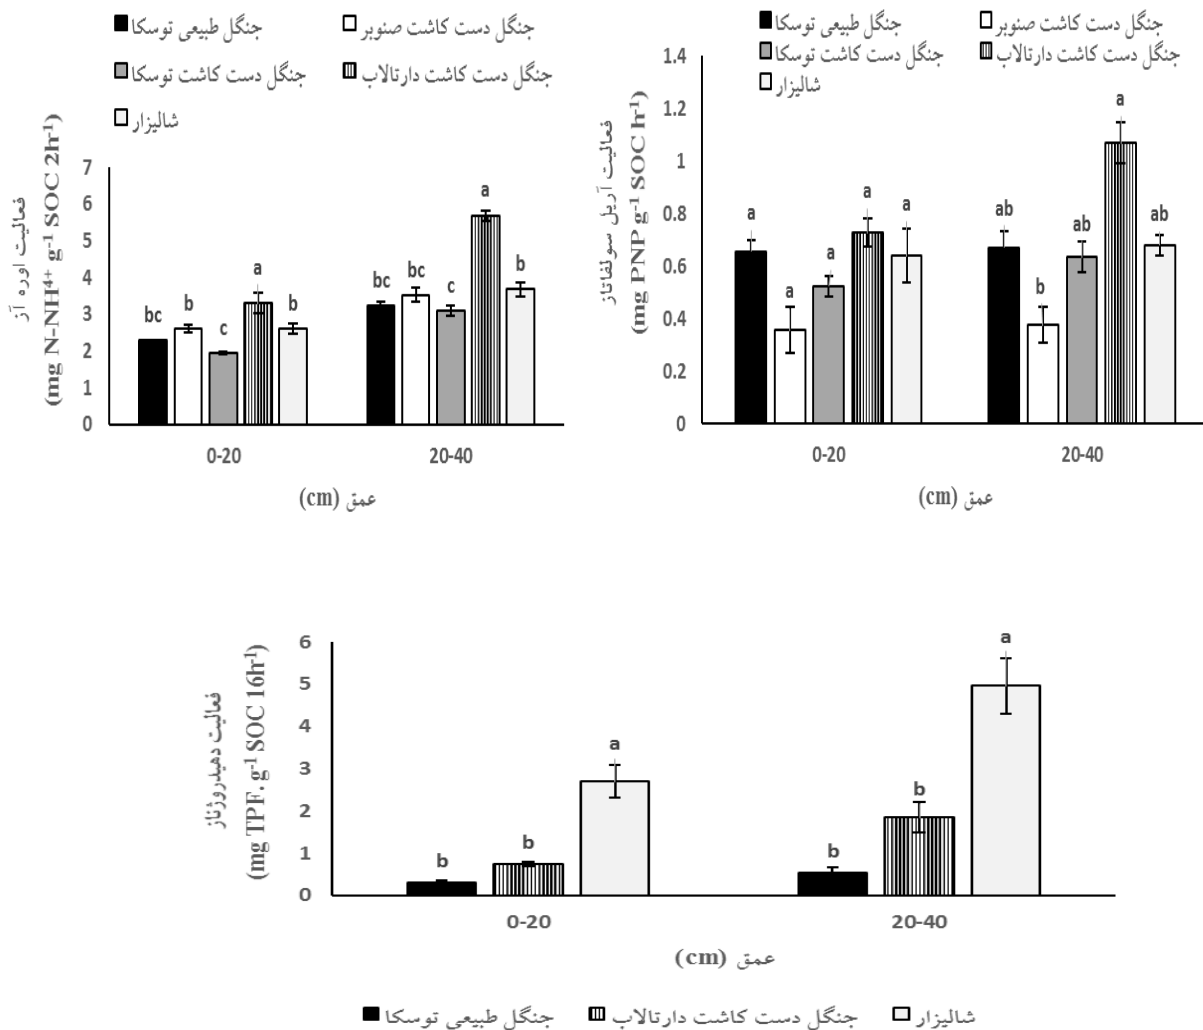 جنگل طبیعی توسکا جنگل دست کاشت صنوبر
جنگل دست کاشت توسکا جنگل دست کاشت دارتالاب
شالیزار
فعالیت اوره آز
(mg N-NH⁴⁺ g⁻¹ SOC 2h⁻¹)
7
6
5
4
3
2
1
0
bc b c a b
bc bc c a b
0-20 20-40
عمق (cm)
جنگل طبیعی توسکا جنگل دست کاشت صنوبر
جنگل دست کاشت توسکا جنگل دست کاشت دارتالاب
شالیزار
فعالیت آریل سولفاتاز
(mg PNP g⁻¹ SOC h⁻¹)
1.4
1.2
1
0.8
0.6
0.4
0.2
0
a a a a a
ab b ab a ab
0-20 20-40
عمق (cm)
فعالیت دهیدروژناز
(mg TPF. g⁻¹ SOC 16h⁻¹)
6
5
4
3
2
1
0
b b a
b b a
0-20 20-40
عمق (cm)
جنگل طبیعی توسکا جنگل دست کاشت دارتالاب شالیزار